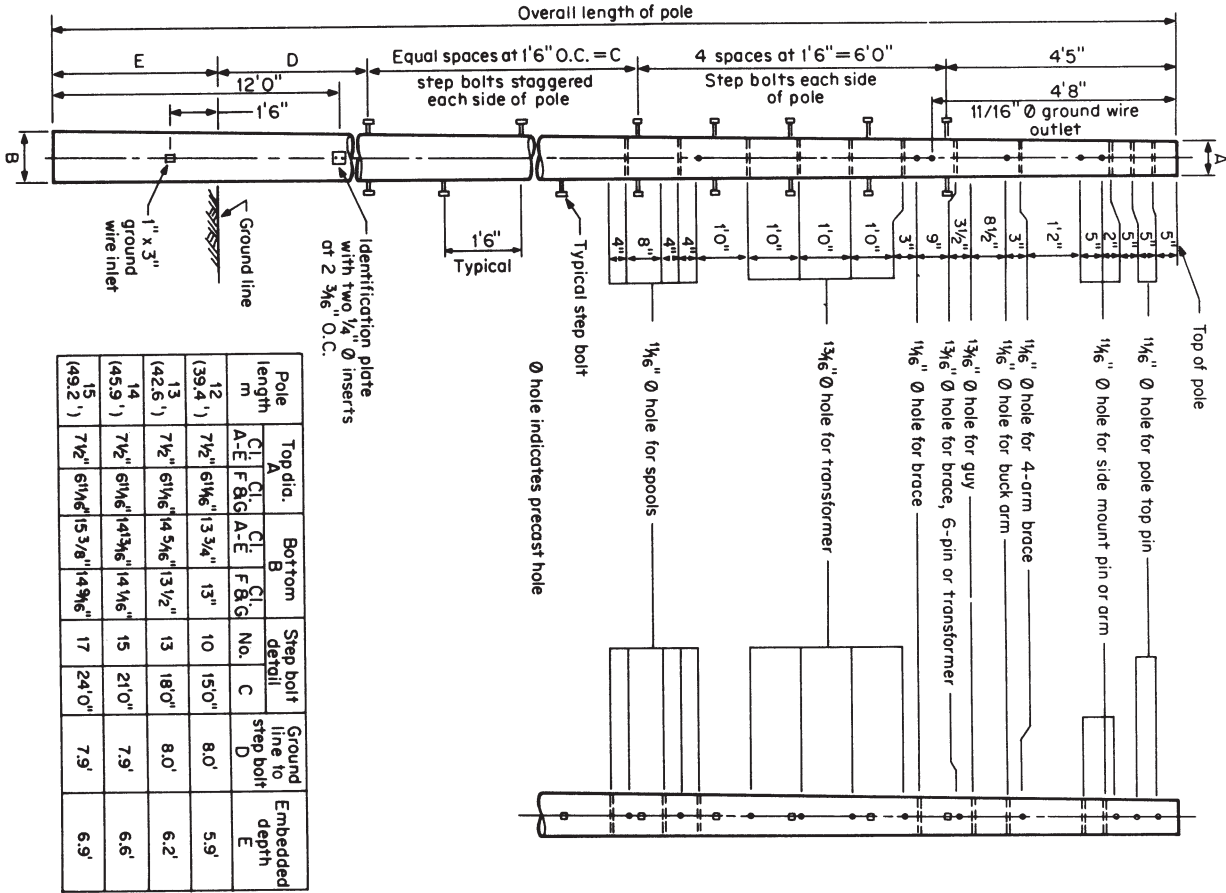 Overall length of pole
E
D
Equal spaces at 1'6" O.C. = C
4 spaces at 1'6" = 6'0"
4'5"
12'0"
step bolts staggered
each side of pole
Step bolts each side
of pole
4'8"
1'6"
11/16" Ø ground wire
outlet
B
A
1" x 3"
ground
wire inlet
Ground line
Identification plate
with two 1/4" Ø inserts
at 2 3/16" O.C.
1'6"
Typical
Typical step bolt
4"
8"
4"
4"
1'0"
1'0"
1'0"
1'0"
3"
9"
3 1/2"
8 1/2"
3"
1'2"
5"
2"
5"
5"
5"
Top of pole
11/16" Ø hole for pole top pin
11/16" Ø hole for side mount pin or arm
11/16" Ø hole for 4-arm brace
11/16" Ø hole for buck arm
13/16" Ø hole for guy
13/16" Ø hole for brace, 6-pin or transformer
11/16" Ø hole for brace
13/16" Ø hole for transformer
11/16" Ø hole for spools
Ø hole indicates precast hole
Pole length m
Top dia. A
Bottom B
Step bolt detail
Ground line to step bolt D
Embedded depth E
Cl. A-E
Cl. F&G
Cl. A-E
Cl. F&G
No.
C
12 (39.4') 7 1/2" 6 11/16" 13 3/4" 13" 10 15'0" 8.0' 5.9'
13 (42.6') 7 1/2" 6 11/16" 14 5/16" 13 1/2" 13 18'0" 8.0' 6.2'
14 (45.9') 7 1/2" 6 11/16" 14 13/16" 14 1/16" 15 21'0" 7.9' 6.6'
15 (49.2') 7 1/2" 6 11/16" 15 3/8" 14 9/16" 17 24'0" 7.9' 6.9'